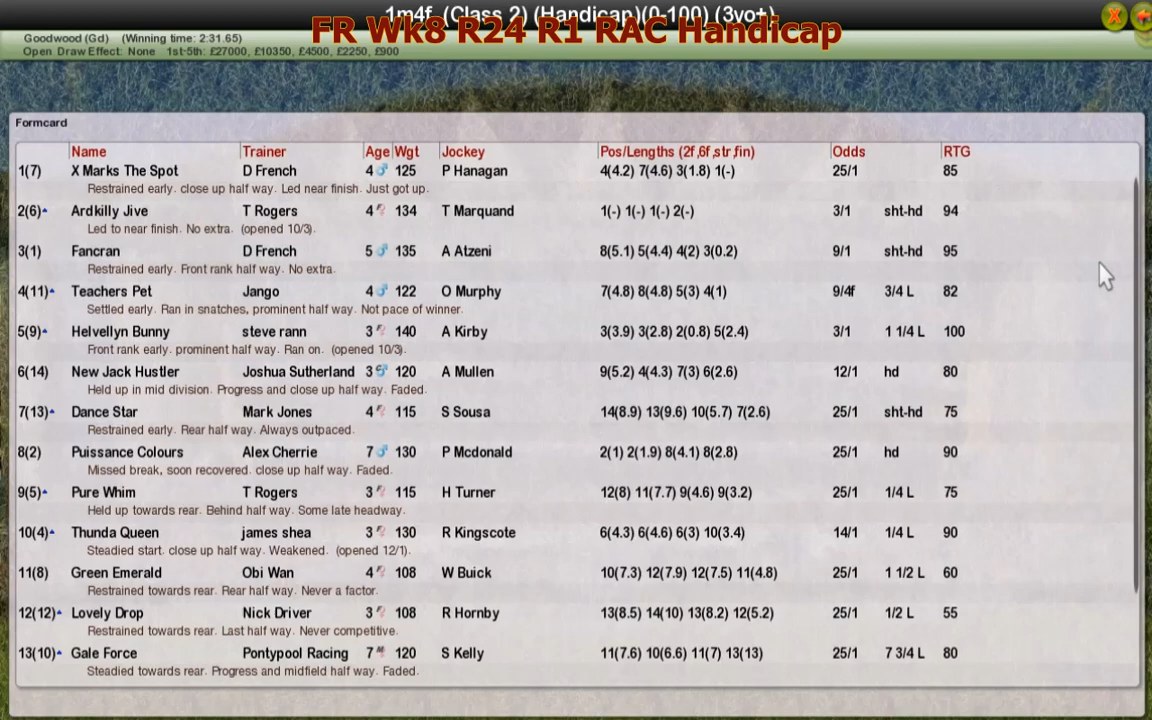 1m4f, (Class 2) (Handicap)(0-100) (3yo+)
FR Wk8 R24 R1 RAC Handicap
Goodwood (Gd) (Winning time: 2:31.65)
Open Draw Effect: None 1st-5th: £27000, £10350, £4500, £2250, £900
Formcard
Name Trainer Age Wgt Jockey Pos/Lengths (2f,6f,str,fin) Odds RTG
1(7) X Marks The Spot D French 4 125 P Hanagan 4(4.2) 7(4.6) 3(1.8) 1(-) 25/1 85
Restrained early. close up half way. Led near finish. Just got up.
2(6) Ardkilly Jive T Rogers 4 134 T Marquand 1(-) 1(-) 1(-) 2(-) 3/1 sht-hd 94
Led to near finish. No extra. (opened 10/3).
3(1) Fancran D French 5 135 A Atzeni 8(5.1) 5(4.4) 4(2) 3(0.2) 9/1 sht-hd 95
Restrained early. Front rank half way. No extra.
4(11) Teachers Pet Jango 4 122 O Murphy 7(4.8) 8(4.8) 5(3) 4(1) 9/4f 3/4 L 82
Settled early. Ran in snatches, prominent half way. Not pace of winner.
5(9) Helvellyn Bunny steve rann 3 140 A Kirby 3(3.9) 3(2.8) 2(0.8) 5(2.4) 3/1 1 1/4 L 100
Front rank early. prominent half way. Ran on. (opened 10/3).
6(14) New Jack Hustler Joshua Sutherland 3 120 A Mullen 9(5.2) 4(4.3) 7(3) 6(2.6) 12/1 hd 80
Held up in mid division. Progress and close up half way. Faded.
7(13) Dance Star Mark Jones 4 115 S Sousa 14(8.9) 13(9.6) 10(5.7) 7(2.6) 25/1 sht-hd 75
Restrained early. Rear half way. Always outpaced.
8(2) Puissance Colours Alex Cherrie 7 130 P Mcdonald 2(1) 2(1.9) 8(4.1) 8(2.8) 25/1 hd 90
Missed break, soon recovered. close up half way. Faded.
9(5) Pure Whim T Rogers 3 115 H Turner 12(8) 11(7.7) 9(4.6) 9(3.2) 25/1 1/4 L 75
Held up towards rear. Behind half way. Some late headway.
10(4) Thunda Queen james shea 3 130 R Kingscote 6(4.3) 6(4.6) 6(3) 10(3.4) 14/1 1/4 L 90
Steadied start. close up half way. Weakened. (opened 12/1).
11(8) Green Emerald Obi Wan 4 108 W Buick 10(7.3) 12(7.9) 12(7.5) 11(4.8) 25/1 1 1/2 L 60
Restrained towards rear. Rear half way. Never a factor.
12(12) Lovely Drop Nick Driver 3 108 R Hornby 13(8.5) 14(10) 13(8.2) 12(5.2) 25/1 1/2 L 55
Restrained towards rear. Last half way. Never competitive.
13(10) Gale Force Pontypool Racing 7 120 S Kelly 11(7.6) 10(6.6) 11(7) 13(13) 25/1 7 3/4 L 80
Steadied towards rear. Progress and midfield half way. Faded.